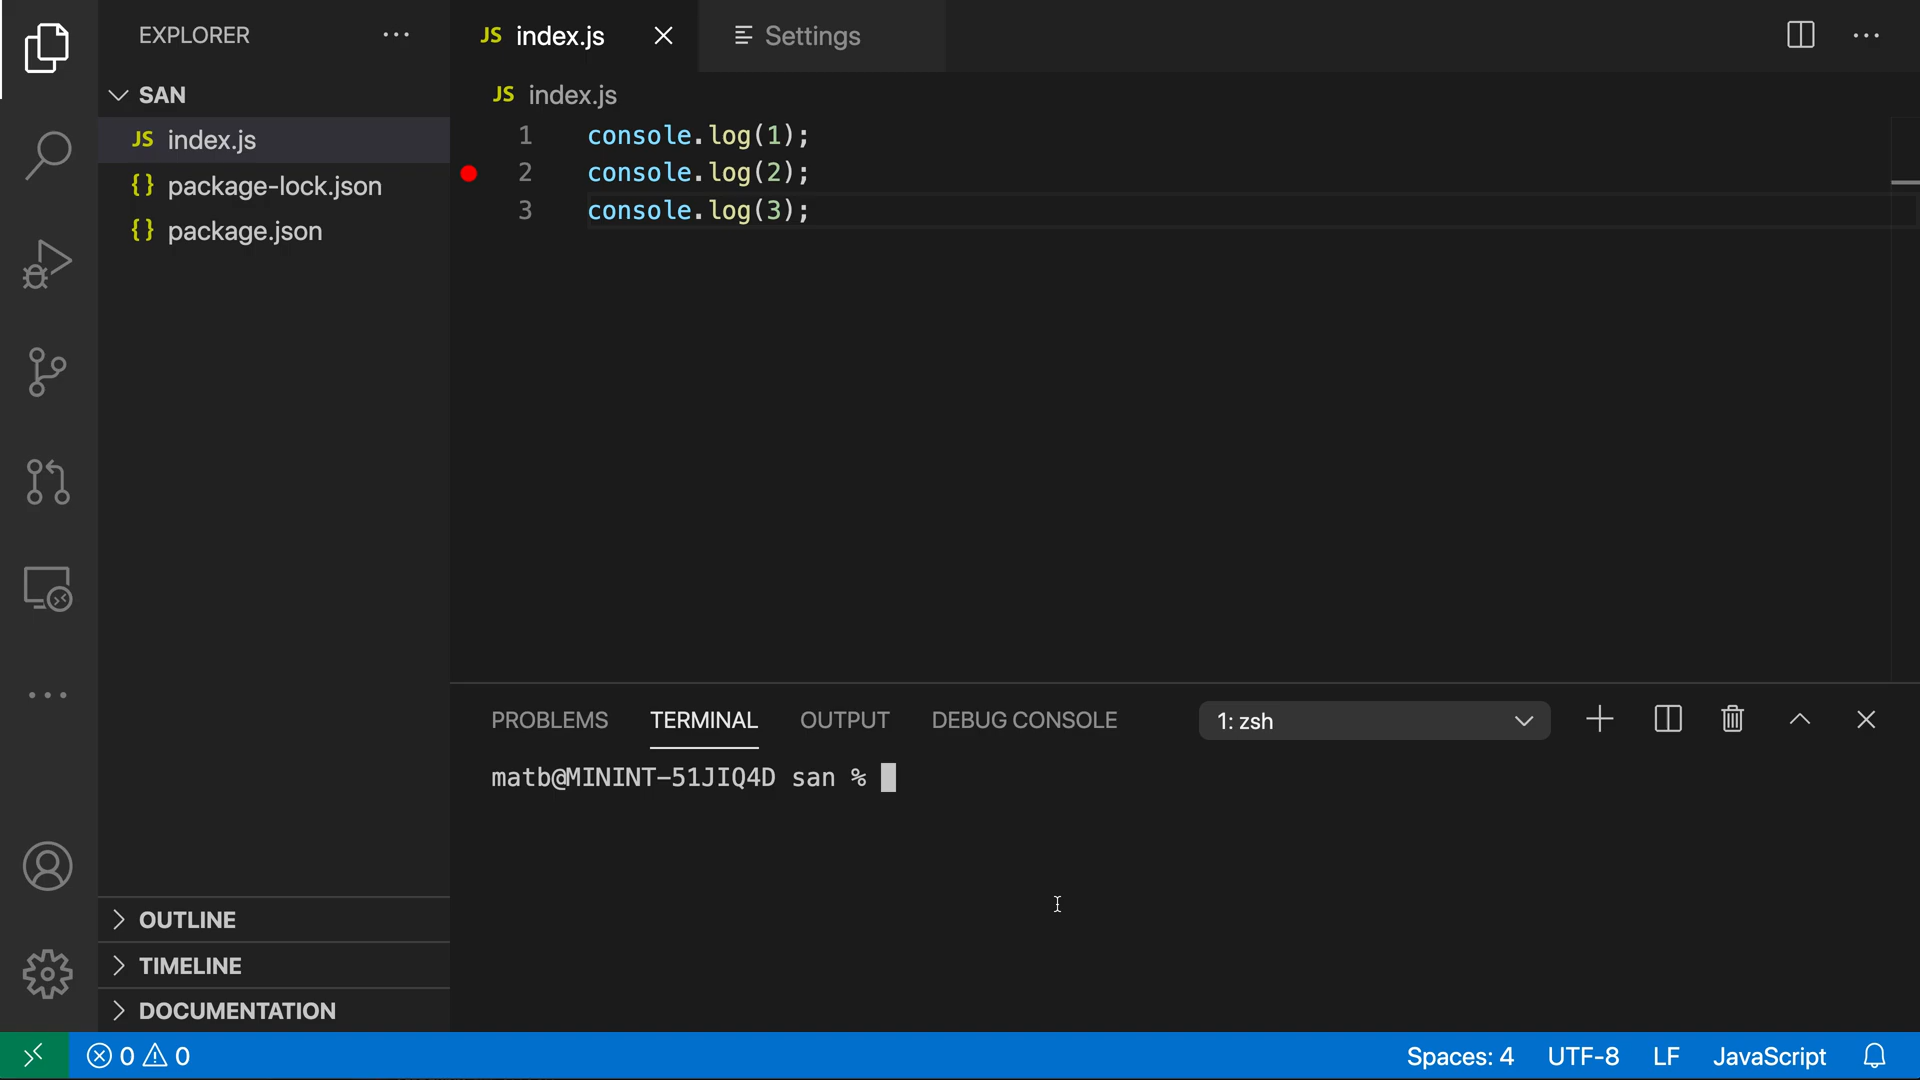 EXPLORER
SAN
JS index.js
{} package-lock.json
{} package.json
OUTLINE
TIMELINE
DOCUMENTATION
JS index.js
Settings
JS index.js
1 console.log(1);
2 console.log(2);
3 console.log(3);
PROBLEMS TERMINAL OUTPUT DEBUG CONSOLE 1: zsh
matb@MININT-51JIQ4D san %
0 0 Spaces: 4 UTF-8 LF JavaScript